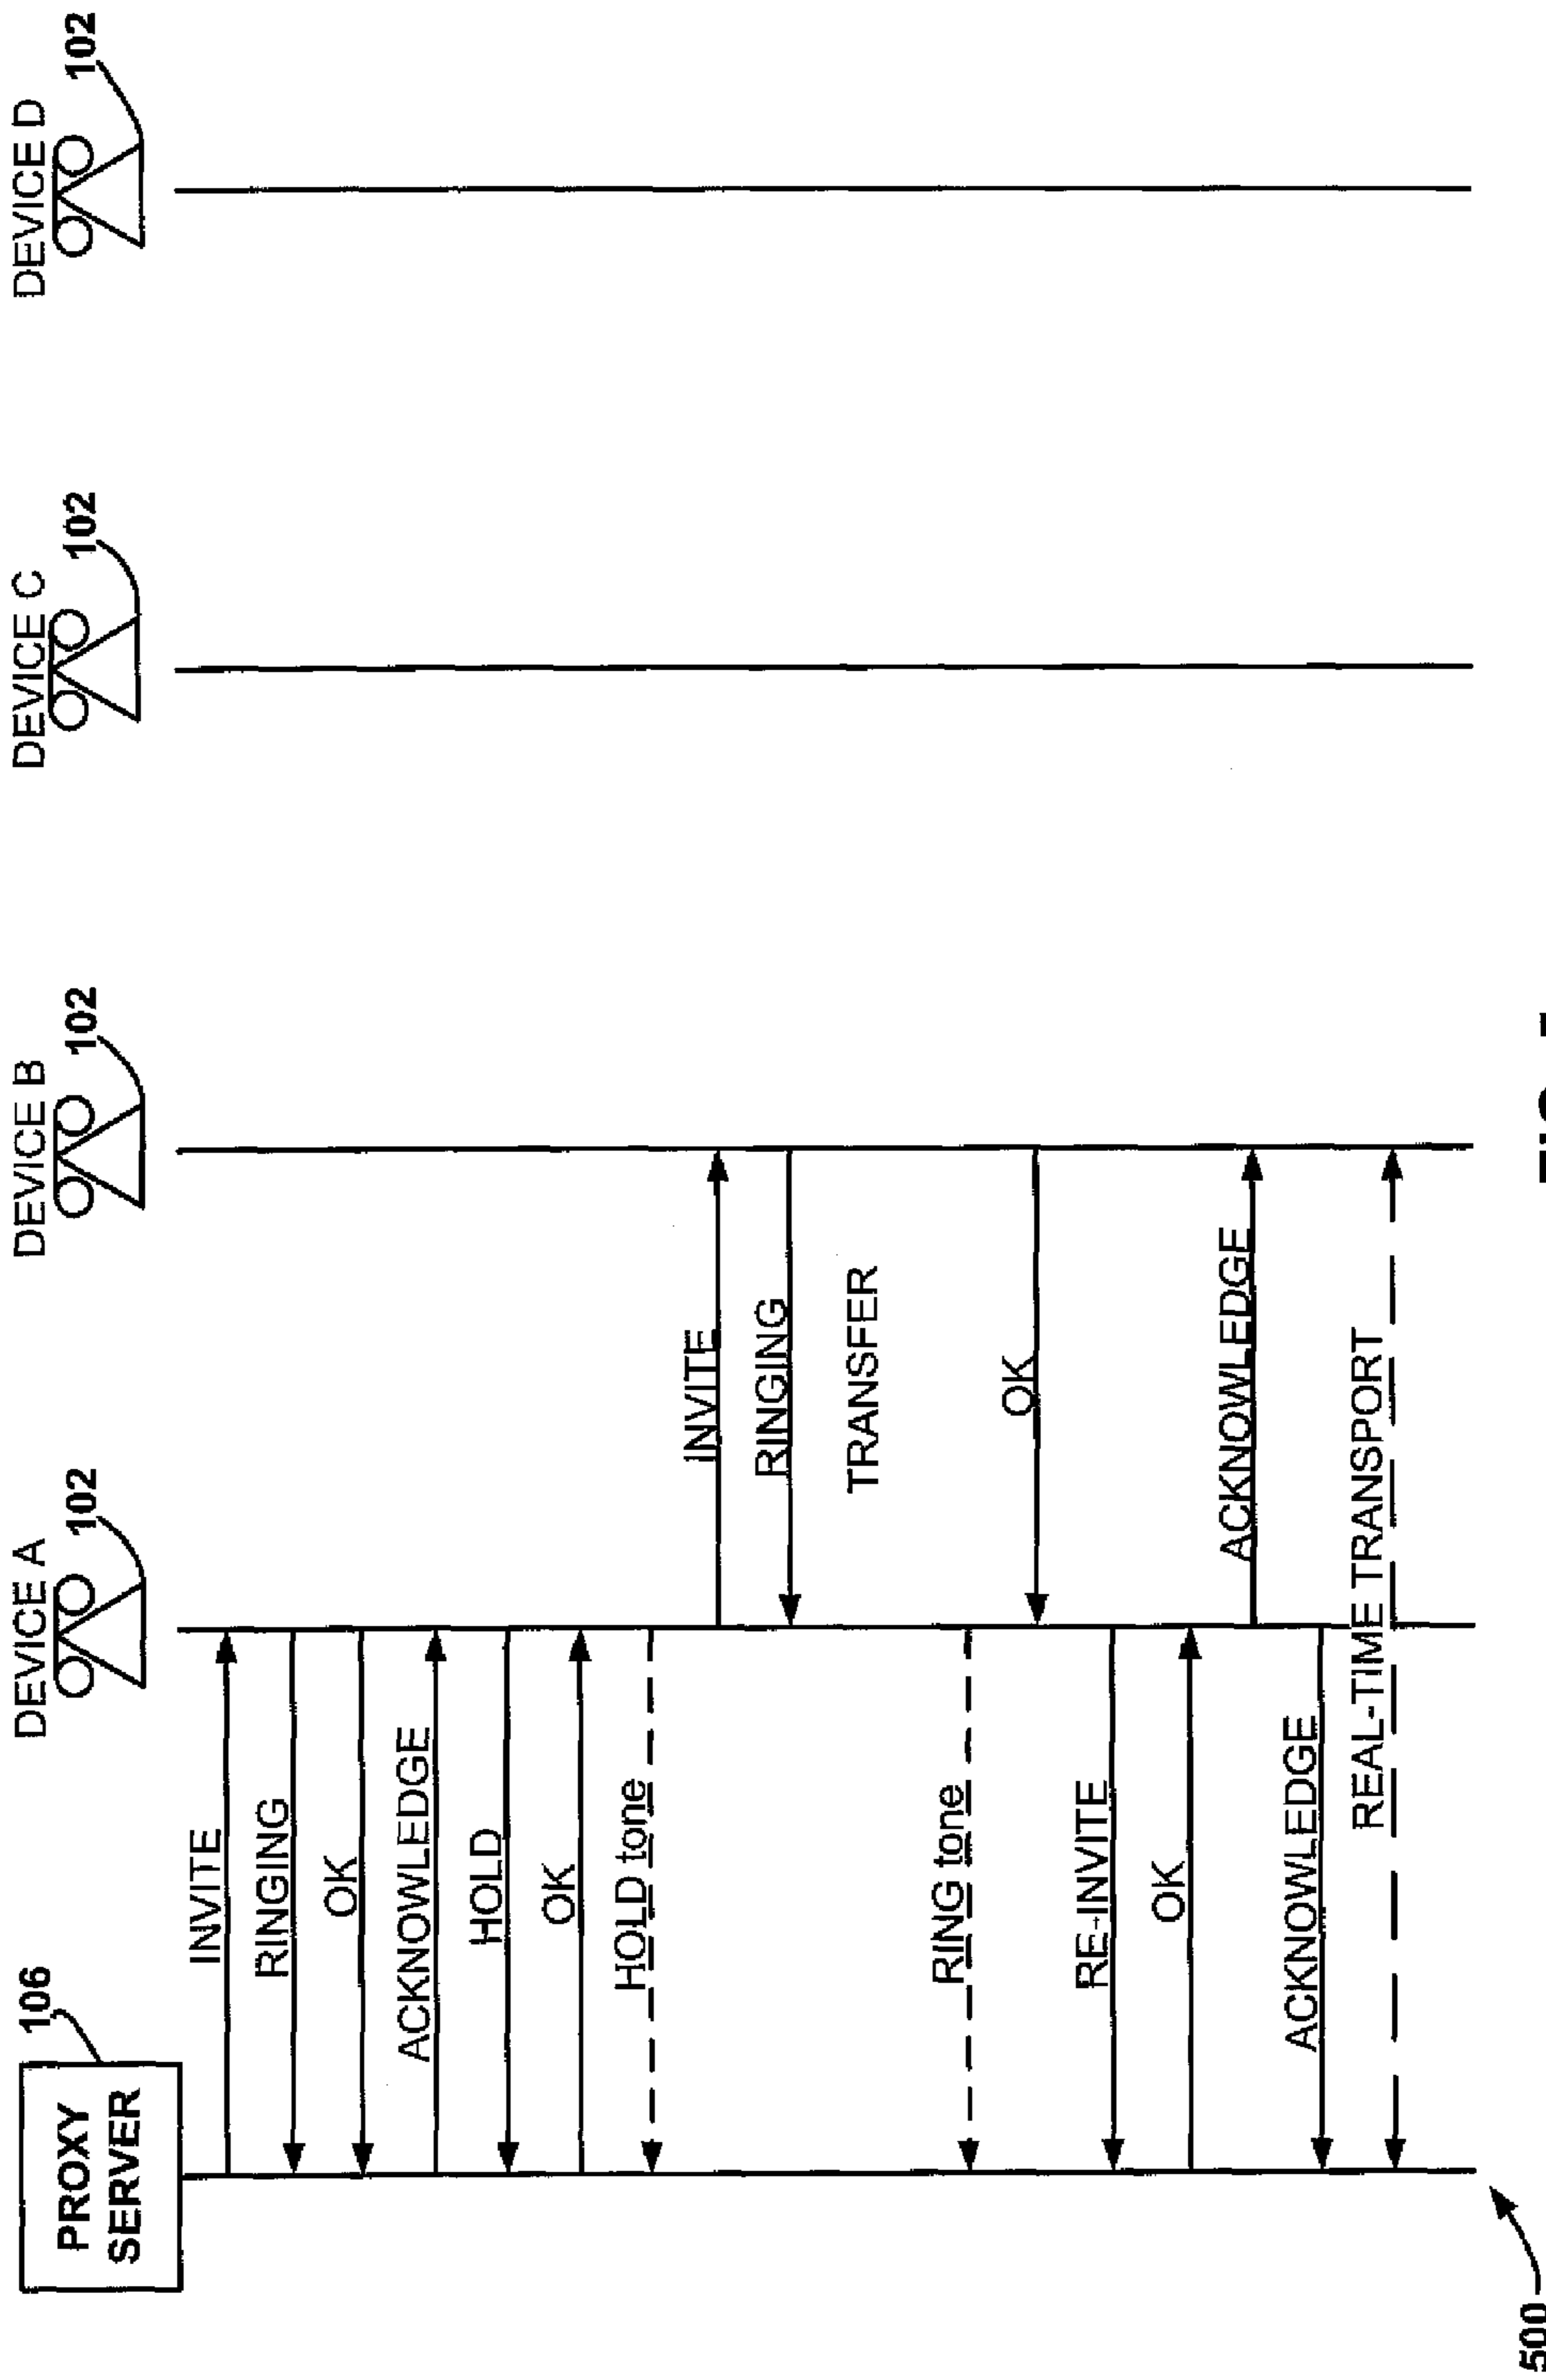 PROXY
SERVER
106
DEVICE A
102
DEVICE B
102
DEVICE C
102
DEVICE D
102
INVITE
RINGING
OK
ACKNOWLEDGE
HOLD
OK
HOLD tone
INVITE
RINGING
TRANSFER
RING tone
OK
RE-INVITE
OK
ACKNOWLEDGE
ACKNOWLEDGE
REAL-TIME TRANSPORT
500